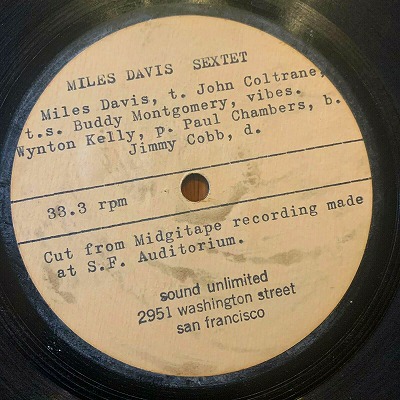 MILES DAVIS SEXTET
Miles Davis, t. John Coltrane,
t.s. Buddy Montgomery, vibes.
Wynton Kelly, p. Paul Chambers, b.
Jimmy Cobb, d.
33.3 rpm
Cut from Midgitape recording made
at S.F. Auditorium.
sound unlimited
2951 washington street
san francisco